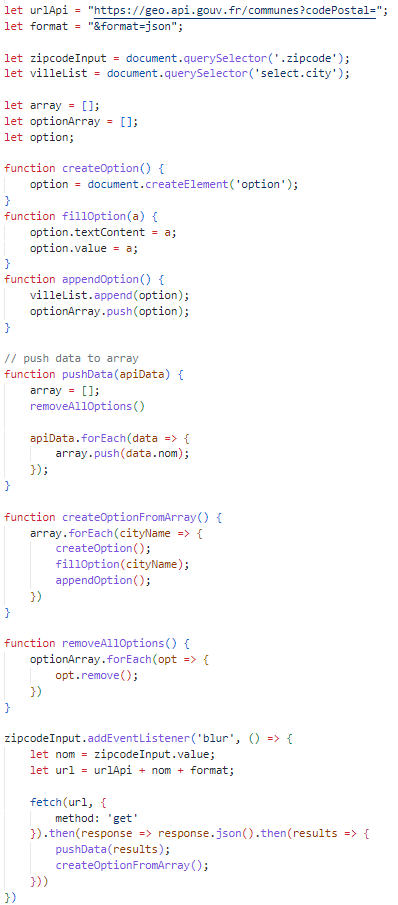 let urlApi = "https://geo.api.gouv.fr/communes?codePostal=";
let format = "&format=json";

let zipcodeInput = document.querySelector('.zipcode');
let villeList = document.querySelector('select.city');

let array = [];
let optionArray = [];
let option;

function createOption() {
    option = document.createElement('option');
}
function fillOption(a) {
    option.textContent = a;
    option.value = a;
}
function appendOption() {
    villeList.append(option);
    optionArray.push(option);
}

// push data to array
function pushData(apiData) {
    array = [];
    removeAllOptions()

    apiData.forEach(data => {
        array.push(data.nom);
    });
}

function createOptionFromArray() {
    array.forEach(cityName => {
        createOption();
        fillOption(cityName);
        appendOption();
    })
}

function removeAllOptions() {
    optionArray.forEach(opt => {
        opt.remove();
    })
}

zipcodeInput.addEventListener('blur', () => {
    let nom = zipcodeInput.value;
    let url = urlApi + nom + format;

    fetch(url, {
        method: 'get'
    }).then(response => response.json().then(results => {
        pushData(results);
        createOptionFromArray();
    }))
})